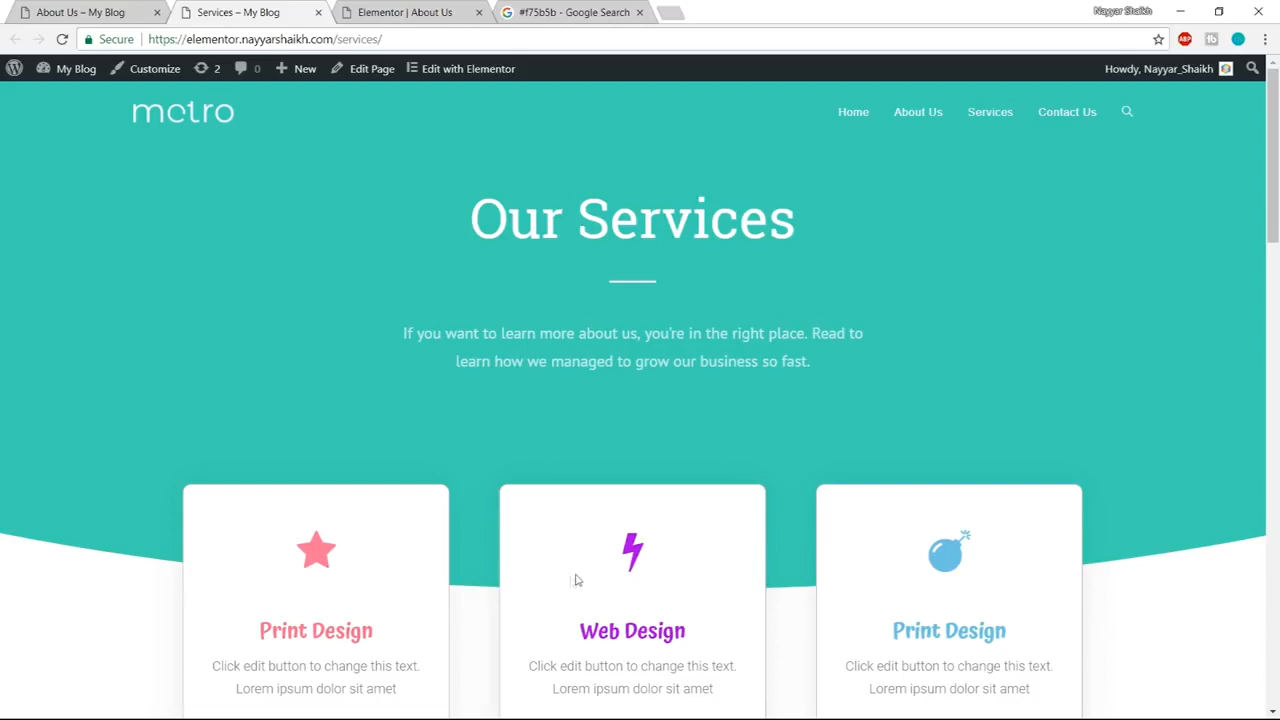 About Us – My Blog
Services – My Blog
Elementor | About Us
#f75b5b - Google Search
Nayyar Shaikh
Secure
https://elementor.nayyarshaikh.com/services/
ABP
My Blog
Customize
2
0
New
Edit Page
Edit with Elementor
Howdy, Nayyar_Shaikh
metro
Home
About Us
Services
Contact Us
Our Services
If you want to learn more about us, you're in the right place. Read to
learn how we managed to grow our business so fast.
Print Design
Click edit button to change this text.
Lorem ipsum dolor sit amet
Web Design
Click edit button to change this text.
Lorem ipsum dolor sit amet
Print Design
Click edit button to change this text.
Lorem ipsum dolor sit amet